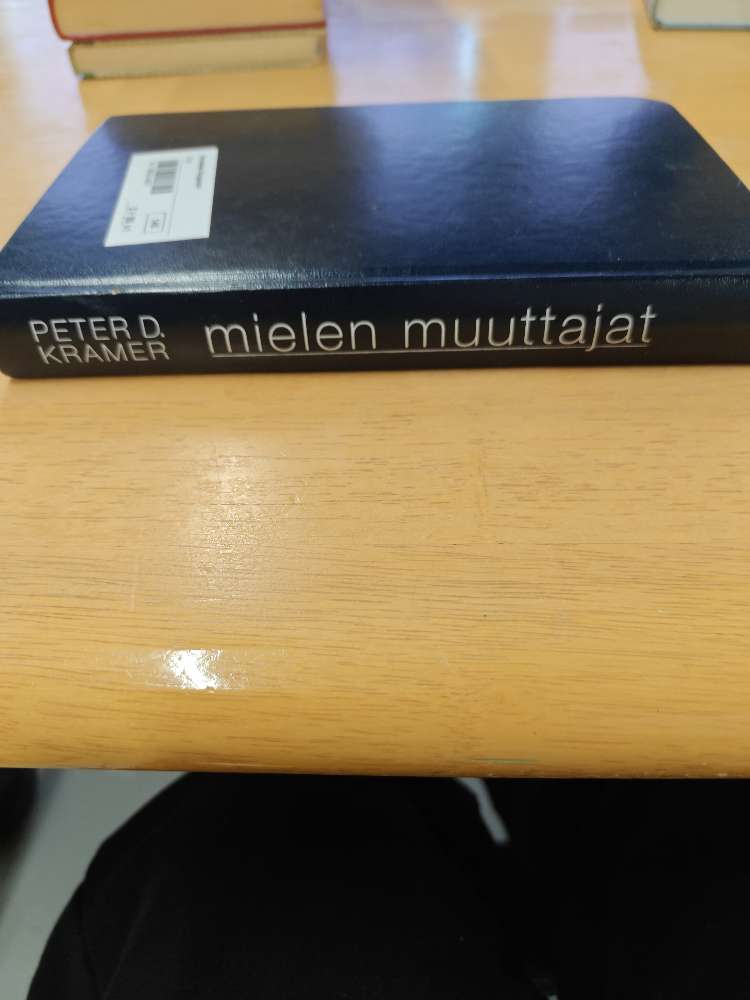 PETER D.
KRAMER
mielen muuttajat